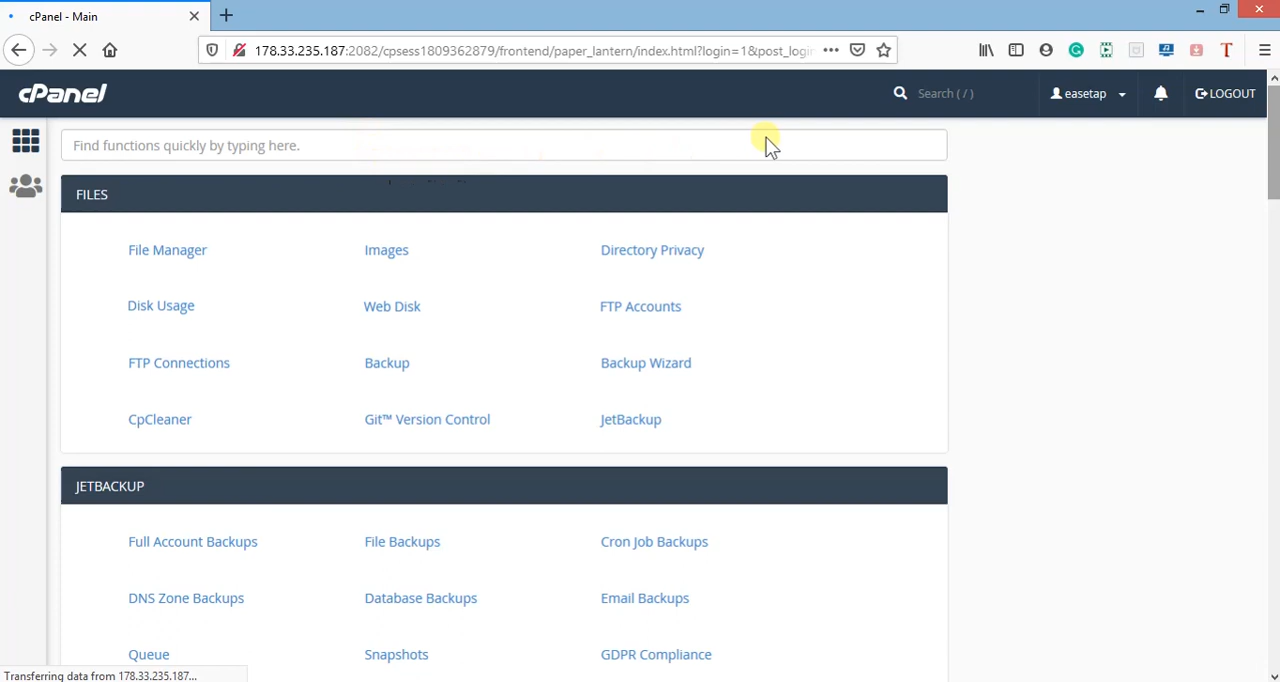 cPanel - Main
178.33.235.187:2082/cpsess1809362879/frontend/paper_lantern/index.html?login=1&post_login
cPanel
Search ( / )
easetap
LOGOUT
Find functions quickly by typing here.
FILES
File Manager Images Directory Privacy
Disk Usage Web Disk FTP Accounts
FTP Connections Backup Backup Wizard
CpCleaner Git™ Version Control JetBackup
JETBACKUP
Full Account Backups File Backups Cron Job Backups
DNS Zone Backups Database Backups Email Backups
Queue Snapshots GDPR Compliance
Transferring data from 178.33.235.187...